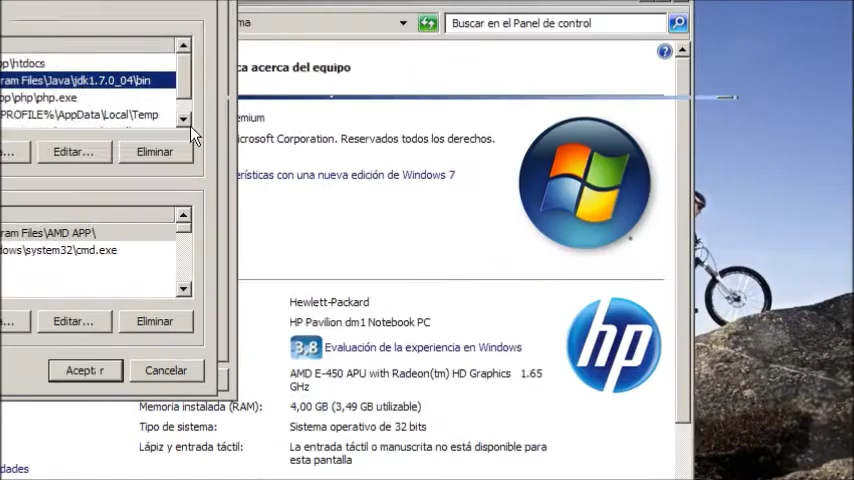 ma
Buscar en el Panel de control
p\htdocs
ram Files\Java\jdk1.7.0_04\bin
pp\php\php.exe
PROFILE%\AppData\Local\Temp
... Editar... Eliminar
ram Files\AMD APP\
dows\system32\cmd.exe
... Editar... Eliminar
Acept r Cancelar
ca acerca del equipo
emium
icrosoft Corporation. Reservados todos los derechos.
erísticas con una nueva edición de Windows 7
Hewlett-Packard
HP Pavilion dm1 Notebook PC
3,8 Evaluación de la experiencia en Windows
AMD E-450 APU with Radeon(tm) HD Graphics 1.65
GHz
Memoria instalada (RAM): 4,00 GB (3,49 GB utilizable)
Tipo de sistema: Sistema operativo de 32 bits
Lápiz y entrada táctil: La entrada táctil o manuscrita no está disponible para
esta pantalla
hp
idades